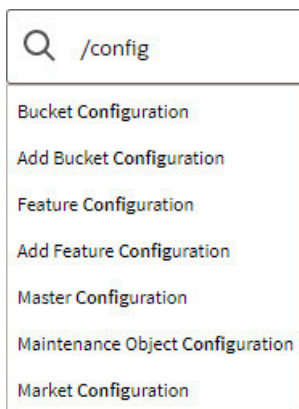 /config
Bucket Configuration
Add Bucket Configuration
Feature Configuration
Add Feature Configuration
Master Configuration
Maintenance Object Configuration
Market Configuration